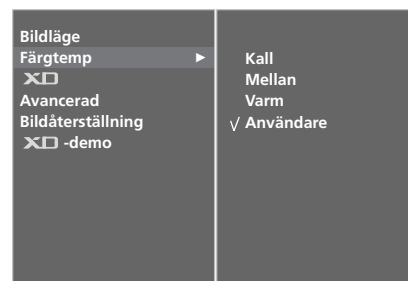 Bildläge
Färgtemp ►
XD
Avancerad
Bildåterställning
XD -demo
Kall
Mellan
Varm
√ Användare